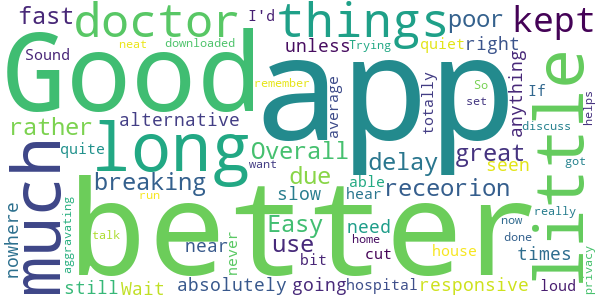 fast
doctor
I'd
things
poor
kept
Sound
neat
downloaded
unless
Trying
quiet
right
Good
app
little
remember
average
totally
So
set
If
anything
helps
rather
alternative
long
Overall
delay
great
seen
discuss
much
quite
breaking
due
able
hear
receorion
want
got
nowhere
aggravating
run
slow
Easy
use
need
better
now
really
talk
near
never
bit
home
cut
house
times
done
privacy
still
Wait
absolutely
going
hospital
responsive
loud